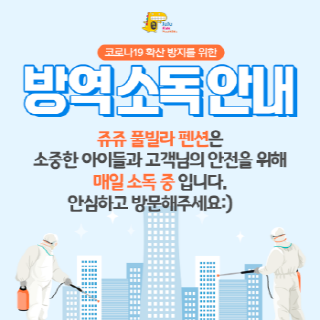 코로나19 확산 방지를 위한
방역 소독 안내
쥬쥬 풀빌라 펜션은
소중한 아이들과 고객님의 안전을 위해
매일 소독 중 입니다.
안심하고 방문해주세요:)